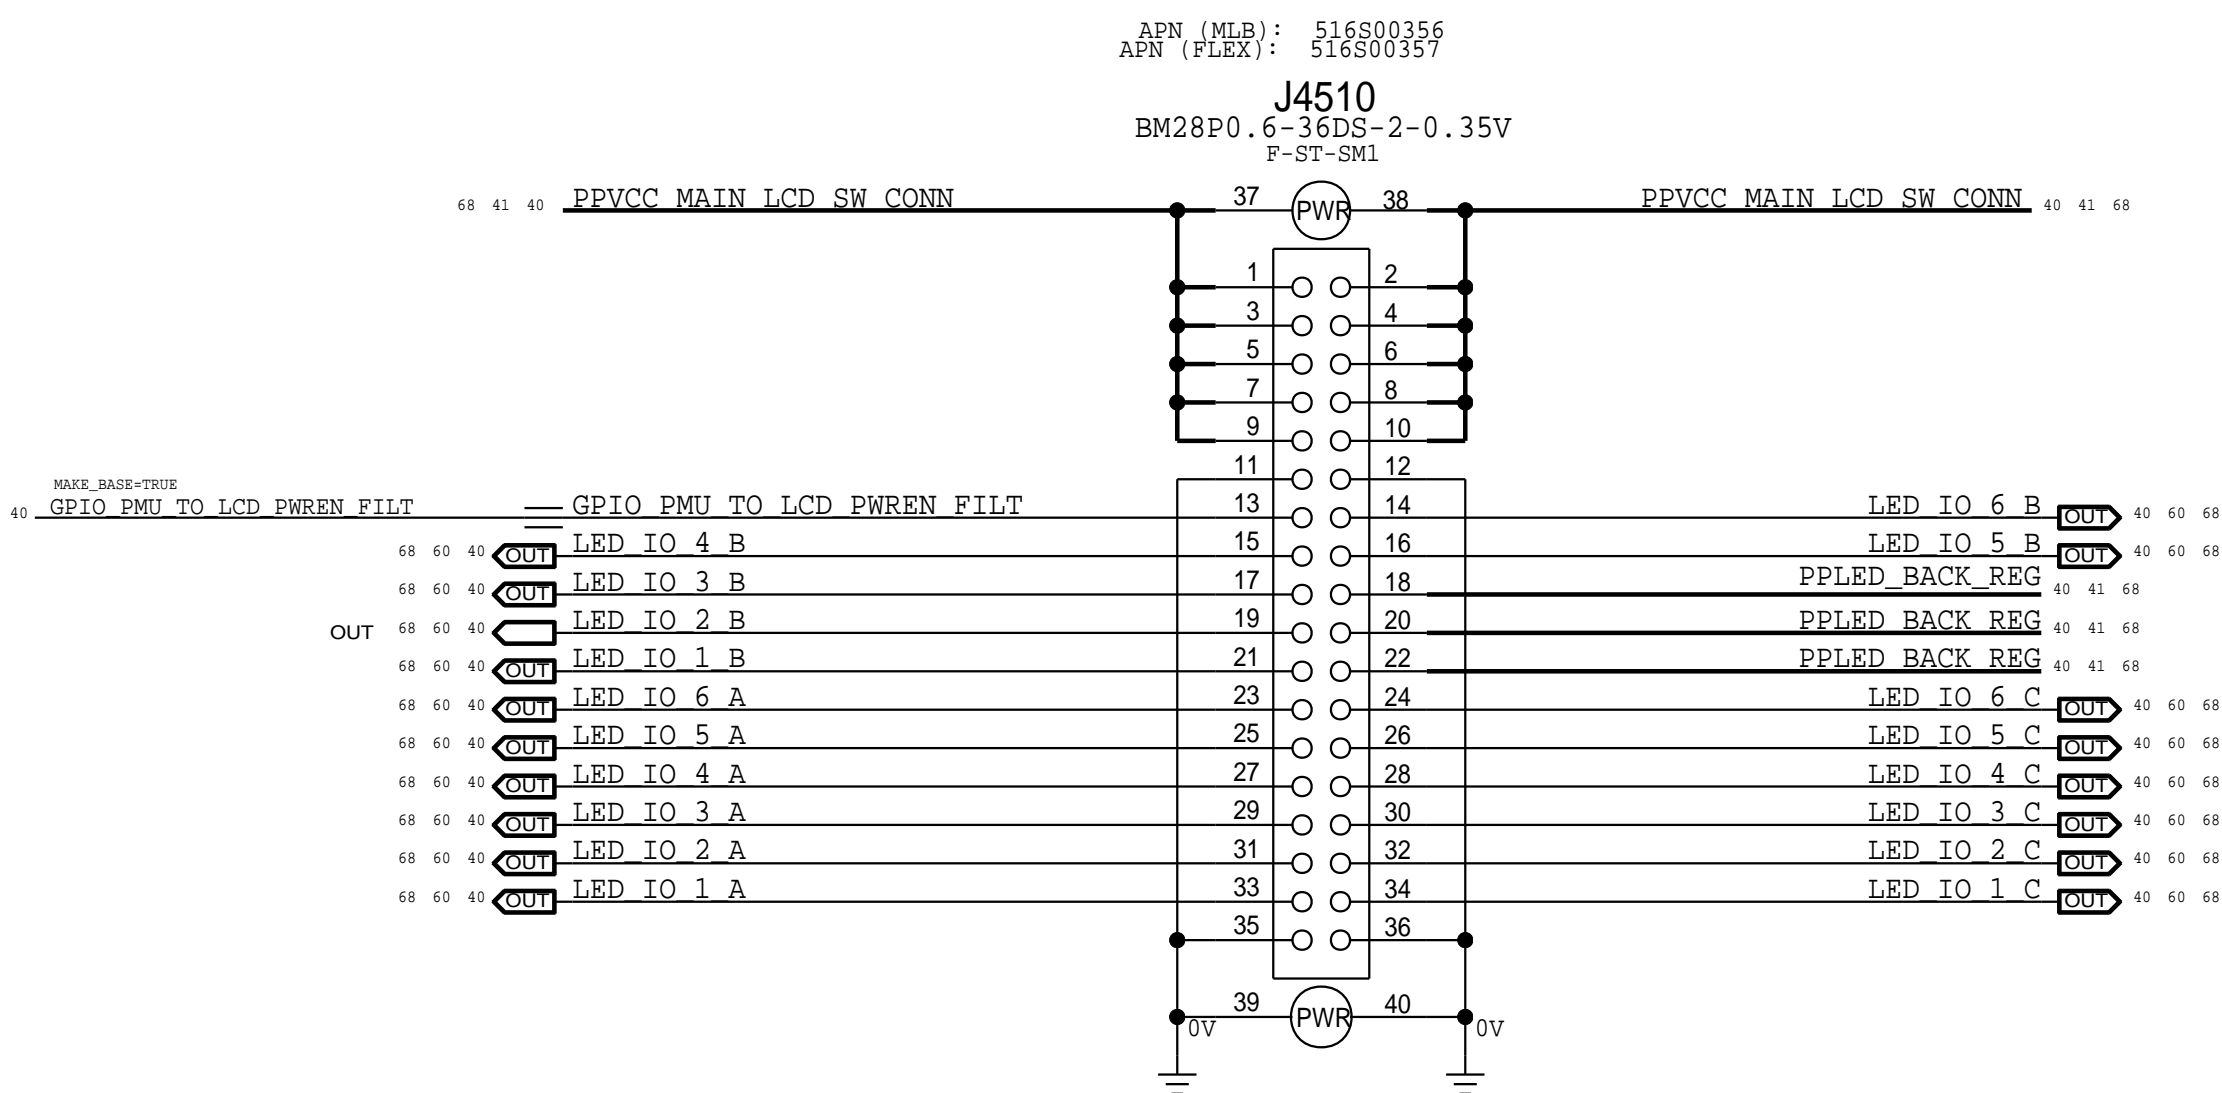 APN (MLB): 516S00356
APN (FLEX): 516S00357
J4510
BM28P0.6-36DS-2-0.35V
F-ST-SM1
68 41 40 PPVCC_MAIN_LCD_SW_CONN 37 PWR 38 PPVCC_MAIN_LCD_SW_CONN 40 41 68
1 2
3 4
5 6
7 8
9 10
11 12
MAKE_BASE=TRUE
40 GPIO_PMU_TO_LCD_PWREN_FILT GPIO_PMU_TO_LCD_PWREN_FILT 13 14 LED_IO_6_B OUT 40 60 68
68 60 40 OUT LED_IO_4_B 15 16 LED_IO_5_B OUT 40 60 68
68 60 40 OUT LED_IO_3_B 17 18 PPLED_BACK_REG 40 41 68
OUT 68 60 40 LED_IO_2_B 19 20 PPLED_BACK_REG 40 41 68
68 60 40 OUT LED_IO_1_B 21 22 PPLED_BACK_REG 40 41 68
68 60 40 OUT LED_IO_6_A 23 24 LED_IO_6_C OUT 40 60 68
68 60 40 OUT LED_IO_5_A 25 26 LED_IO_5_C OUT 40 60 68
68 60 40 OUT LED_IO_4_A 27 28 LED_IO_4_C OUT 40 60 68
68 60 40 OUT LED_IO_3_A 29 30 LED_IO_3_C OUT 40 60 68
68 60 40 OUT LED_IO_2_A 31 32 LED_IO_2_C OUT 40 60 68
68 60 40 OUT LED_IO_1_A 33 34 LED_IO_1_C OUT 40 60 68
35 36
39 PWR 40
0V 0V